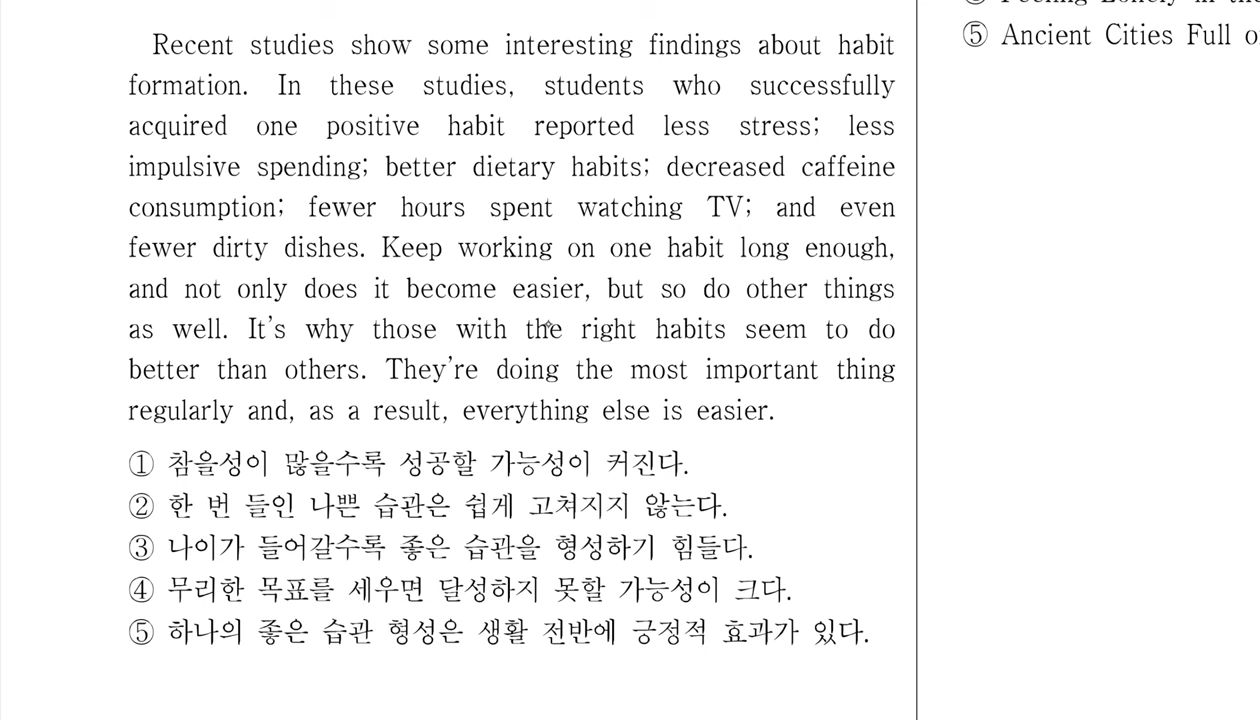 Recent studies show some interesting findings about habit
formation. In these studies, students who successfully
acquired one positive habit reported less stress; less
impulsive spending; better dietary habits; decreased caffeine
consumption; fewer hours spent watching TV; and even
fewer dirty dishes. Keep working on one habit long enough,
and not only does it become easier, but so do other things
as well. It's why those with the right habits seem to do
better than others. They're doing the most important thing
regularly and, as a result, everything else is easier.
① 참을성이 많을수록 성공할 가능성이 커진다.
② 한 번 들인 나쁜 습관은 쉽게 고쳐지지 않는다.
③ 나이가 들어갈수록 좋은 습관을 형성하기 힘들다.
④ 무리한 목표를 세우면 달성하지 못할 가능성이 크다.
⑤ 하나의 좋은 습관 형성은 생활 전반에 긍정적 효과가 있다.
⑤ Ancient Cities Full